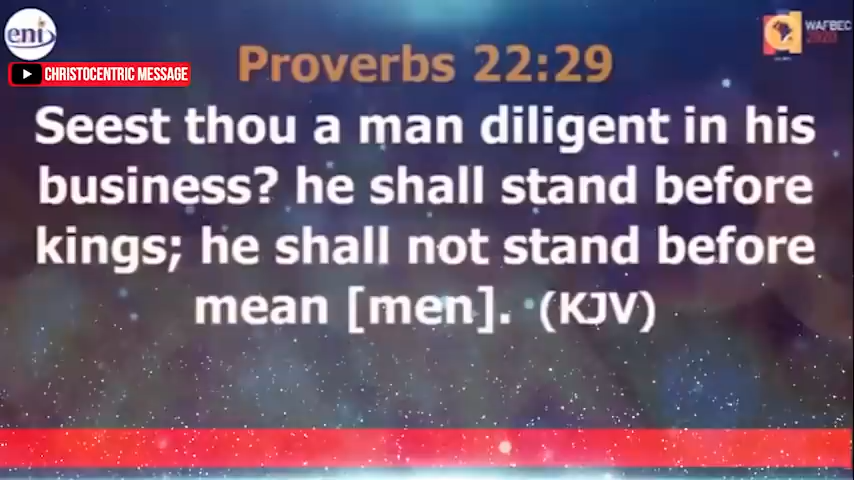 eni
CHRISTOCENTRIC MESSAGE
WAFBEC
2020
Proverbs 22:29
Seest thou a man diligent in his
business? he shall stand before
kings; he shall not stand before
mean [men]. (KJV)